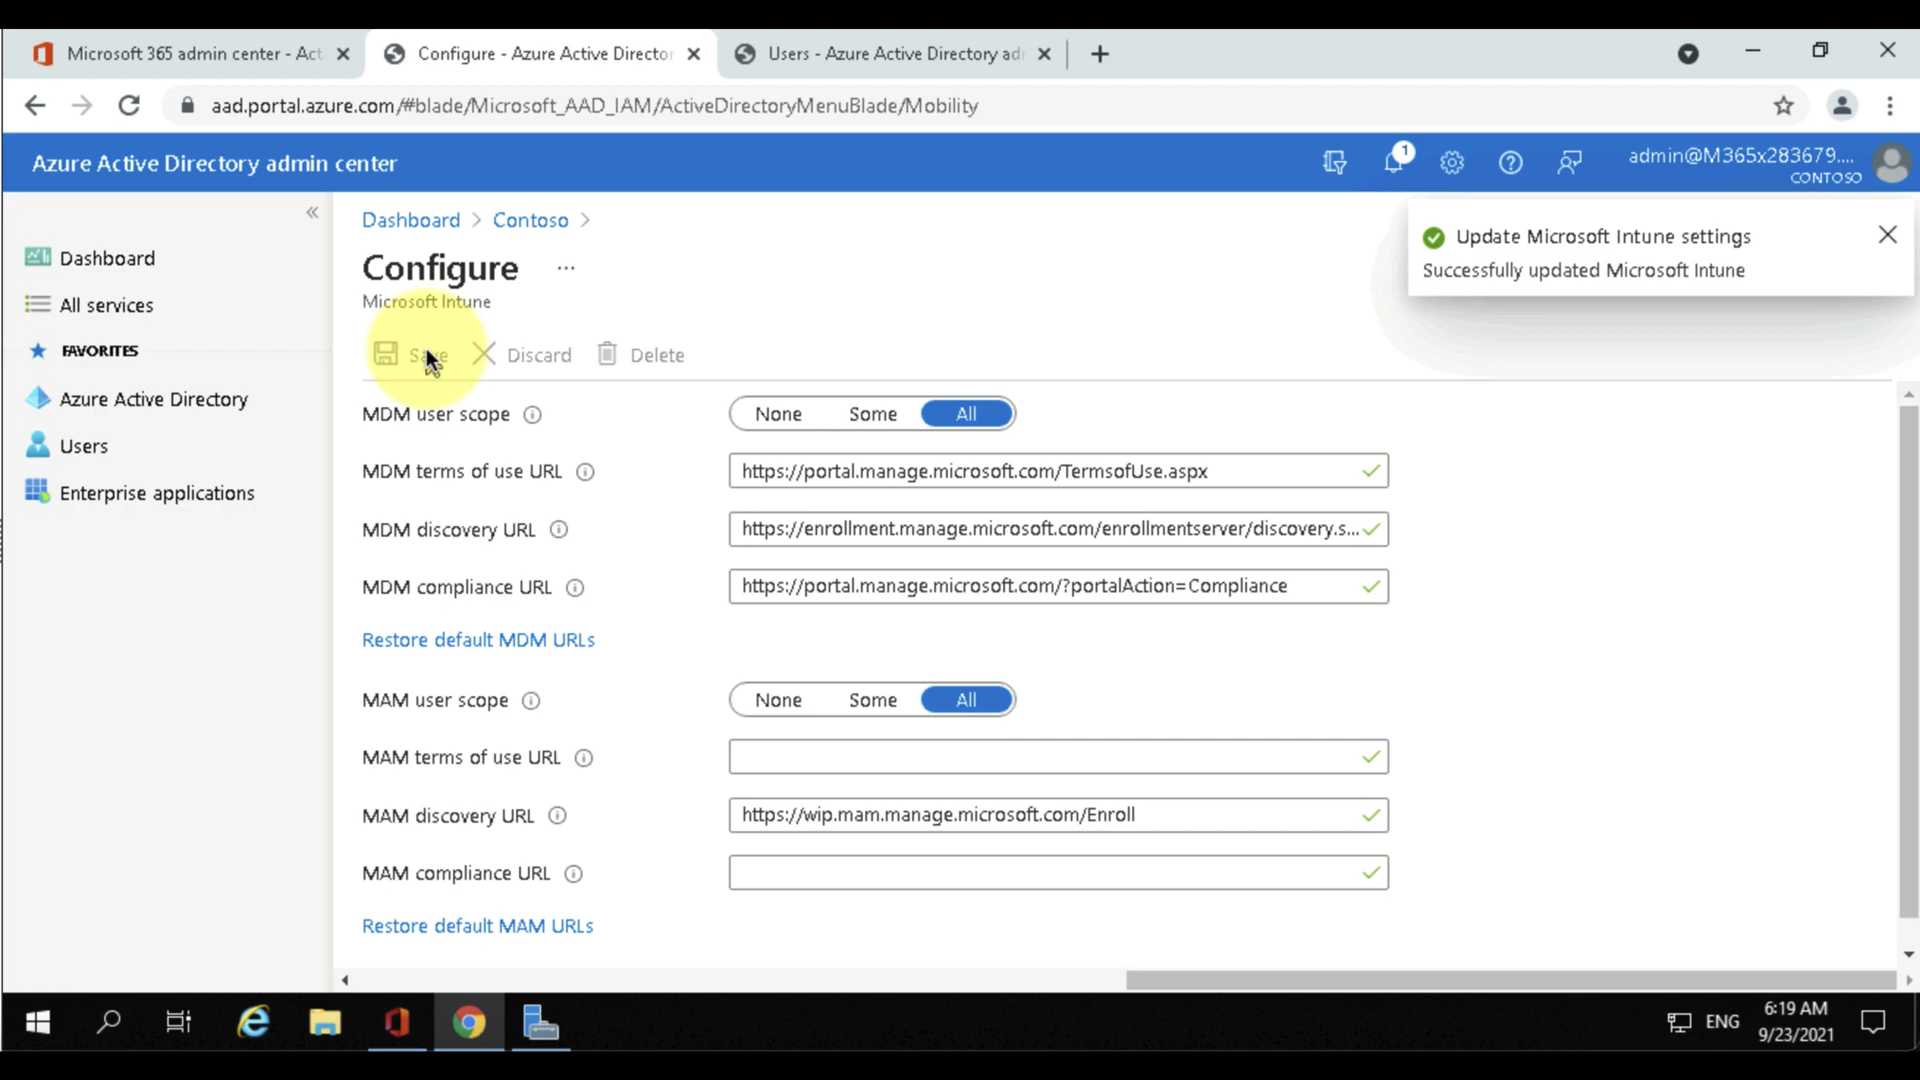 Microsoft 365 admin center - Act
Configure - Azure Active Director
Users - Azure Active Directory ad
aad.portal.azure.com/#blade/Microsoft_AAD_IAM/ActiveDirectoryMenuBlade/Mobility
Azure Active Directory admin center
1
admin@M365x283679....
CONTOSO
Dashboard
All services
FAVORITES
Azure Active Directory
Users
Enterprise applications
Dashboard > Contoso >
Configure ...
Microsoft Intune
Update Microsoft Intune settings
Successfully updated Microsoft Intune
Save Discard Delete
MDM user scope None Some All
MDM terms of use URL https://portal.manage.microsoft.com/TermsofUse.aspx
MDM discovery URL https://enrollment.manage.microsoft.com/enrollmentserver/discovery.s...
MDM compliance URL https://portal.manage.microsoft.com/?portalAction=Compliance
Restore default MDM URLs
MAM user scope None Some All
MAM terms of use URL
MAM discovery URL https://wip.mam.manage.microsoft.com/Enroll
MAM compliance URL
Restore default MAM URLs
ENG
6:19 AM
9/23/2021